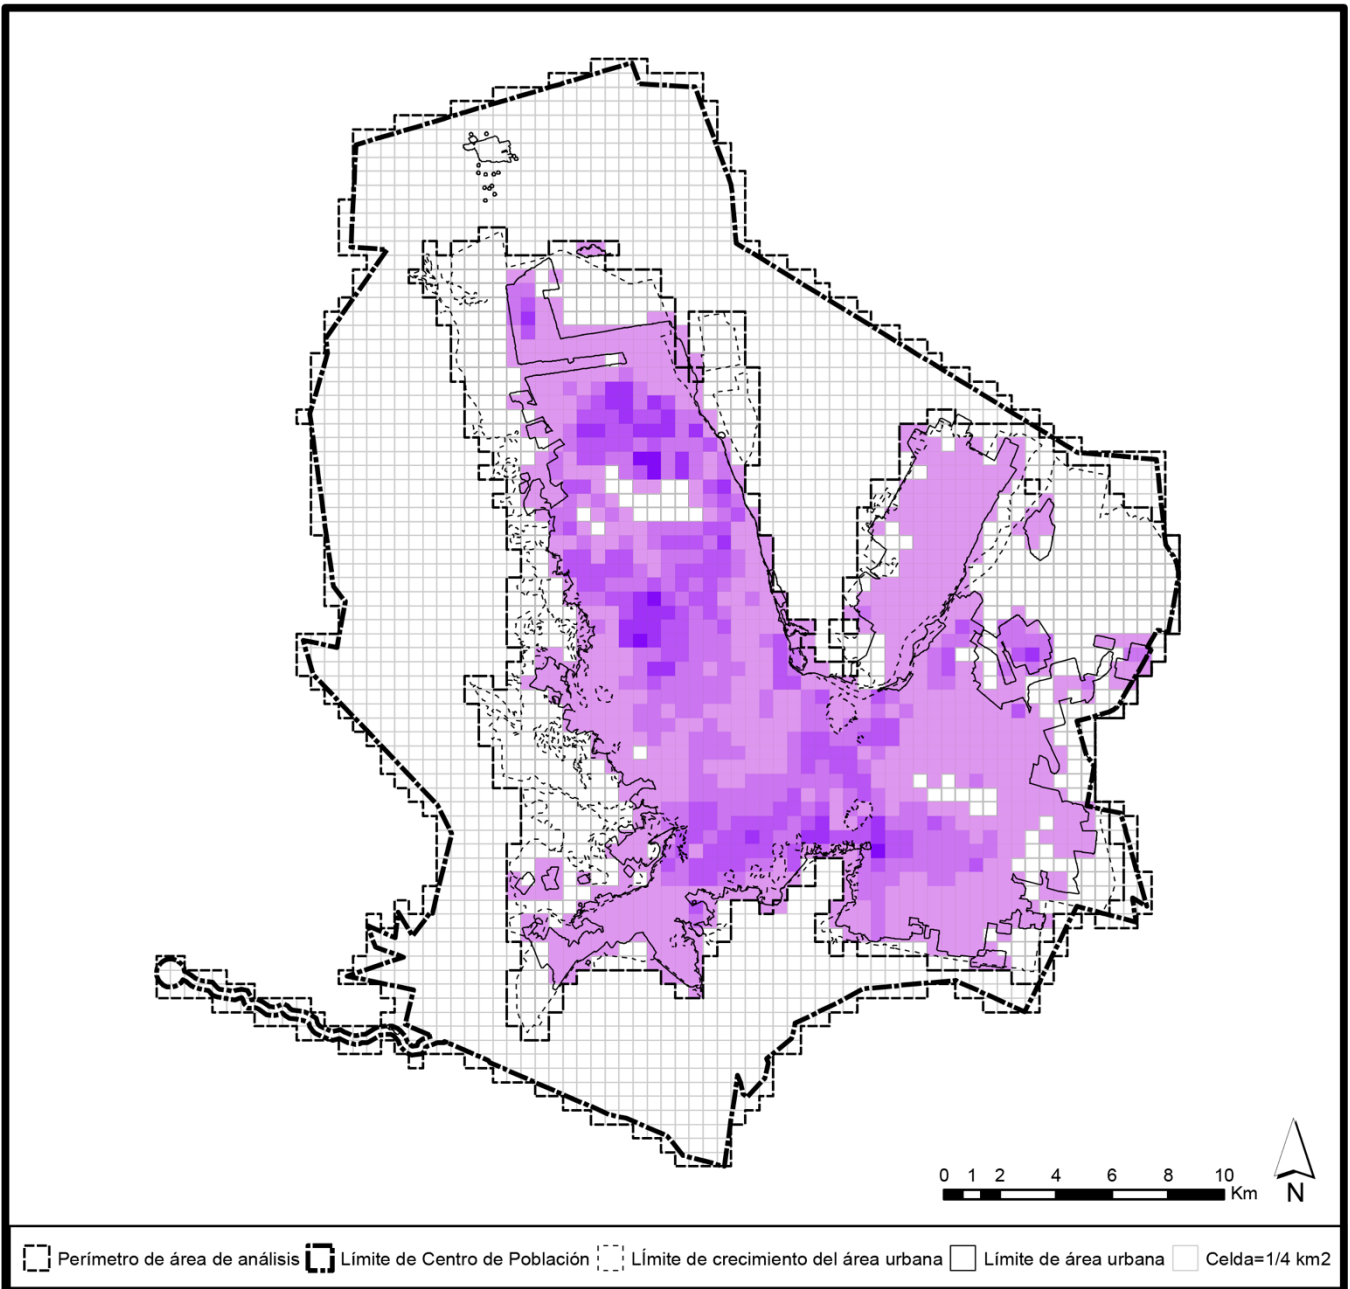 0 1 2 4 6 8 10
Km
N
Perímetro de área de análisis Límite de Centro de Población LÍmite de crecimiento del área urbana Límite de área urbana Celda=1/4 km2